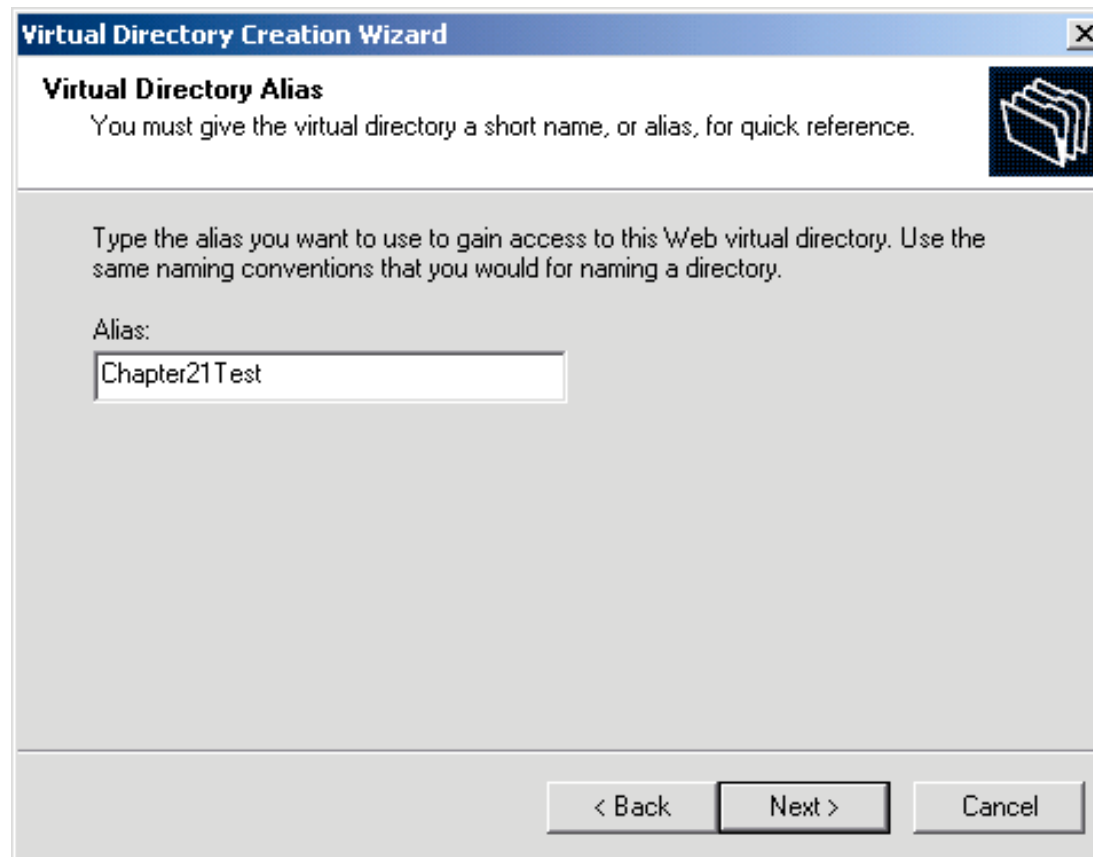 Virtual Directory Creation Wizard
Virtual Directory Alias
You must give the virtual directory a short name, or alias, for quick reference.
Type the alias you want to use to gain access to this Web virtual directory. Use the
same naming conventions that you would for naming a directory.
Alias:
Chapter21Test
< Back
Next >
Cancel